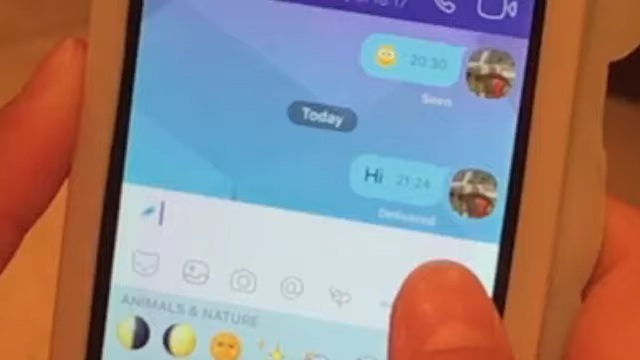 20:30
Seen
Today
Hi 21:24
Delivered
@
ANIMALS & NATURE